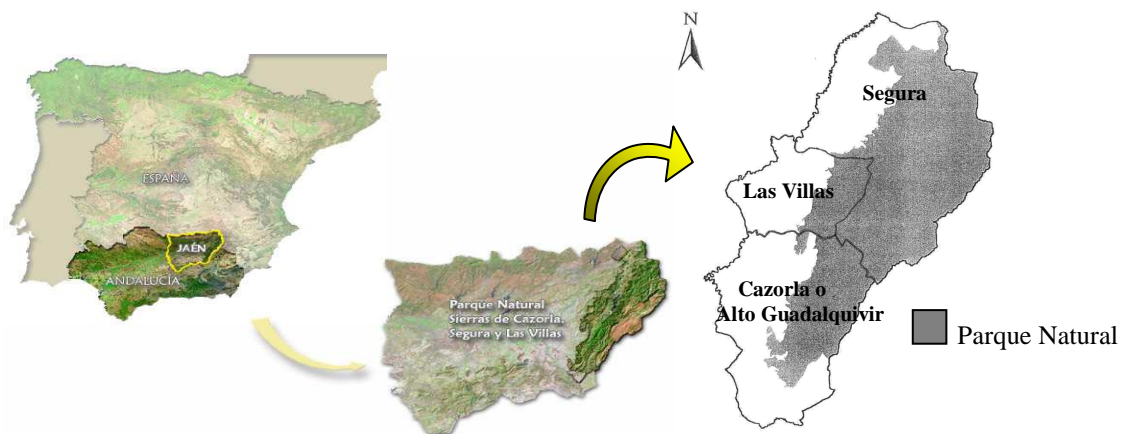 ESPAÑA
JAÉN
ANDALUCÍA
Parque Natural
Sierras de Cazorla,
Segura y Las Villas
N
Segura
Las Villas
Cazorla o
Alto Guadalquivir
Parque Natural